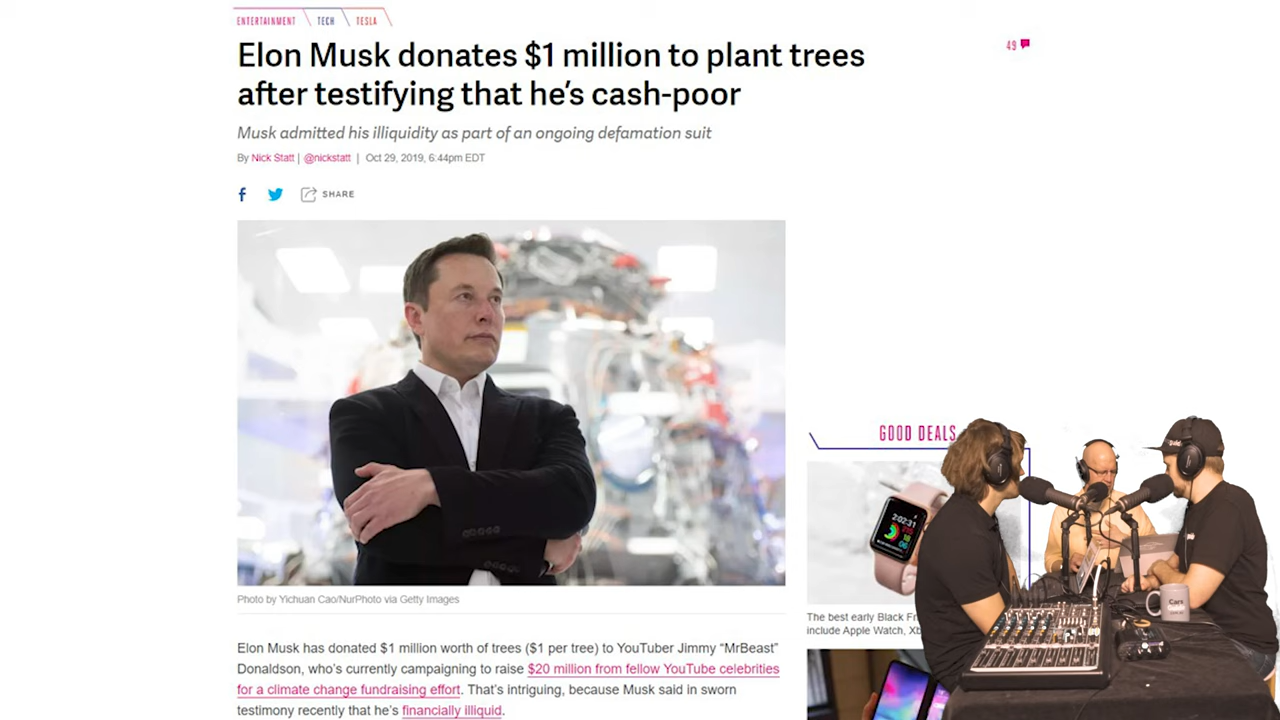 ENTERTAINMENT TECH TESLA
Elon Musk donates $1 million to plant trees
after testifying that he's cash-poor
49
Musk admitted his illiquidity as part of an ongoing defamation suit
By Nick Statt | @nickstatt | Oct 29, 2019, 6:44pm EDT
SHARE
Photo by Yichuan Cao/NurPhoto via Getty Images
Elon Musk has donated $1 million worth of trees ($1 per tree) to YouTuber Jimmy “MrBeast”
Donaldson, who's currently campaigning to raise $20 million from fellow YouTube celebrities
for a climate change fundraising effort. That's intriguing, because Musk said in sworn
testimony recently that he's financially illiquid.
GOOD DEALS
2:02:31
The best early Black
include Apple Watch,
Cars